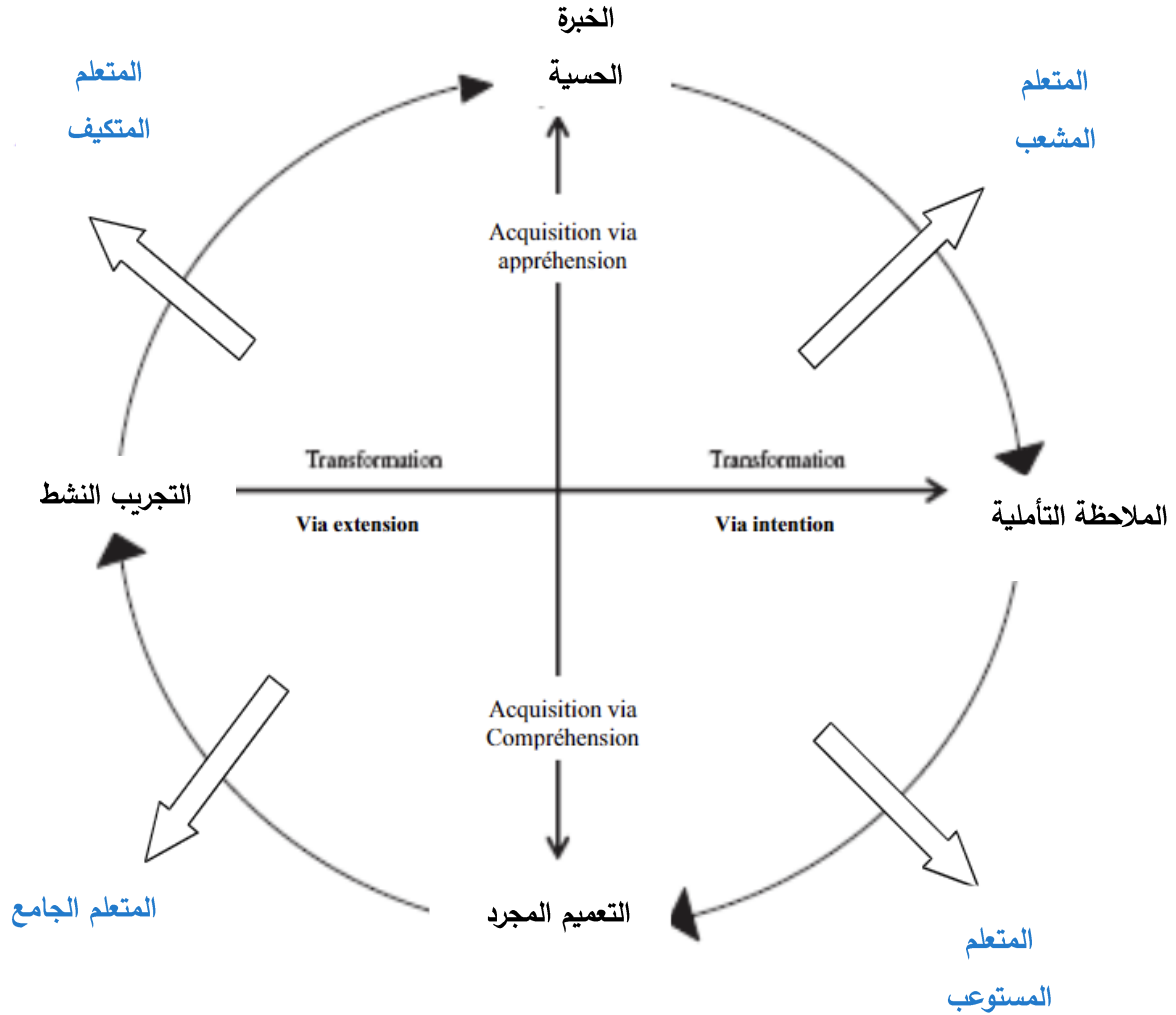 الخبرة
الحسية
المتعلم
المتكيف
المتعلم
المشعب
Acquisition via
appréhension
Transformation
Via extension
Transformation
Via intention
التجريب النشط
الملاحظة التأملية
Acquisition via
Compréhension
التعميم المجرد
المتعلم الجامع
المتعلم
المستوعب